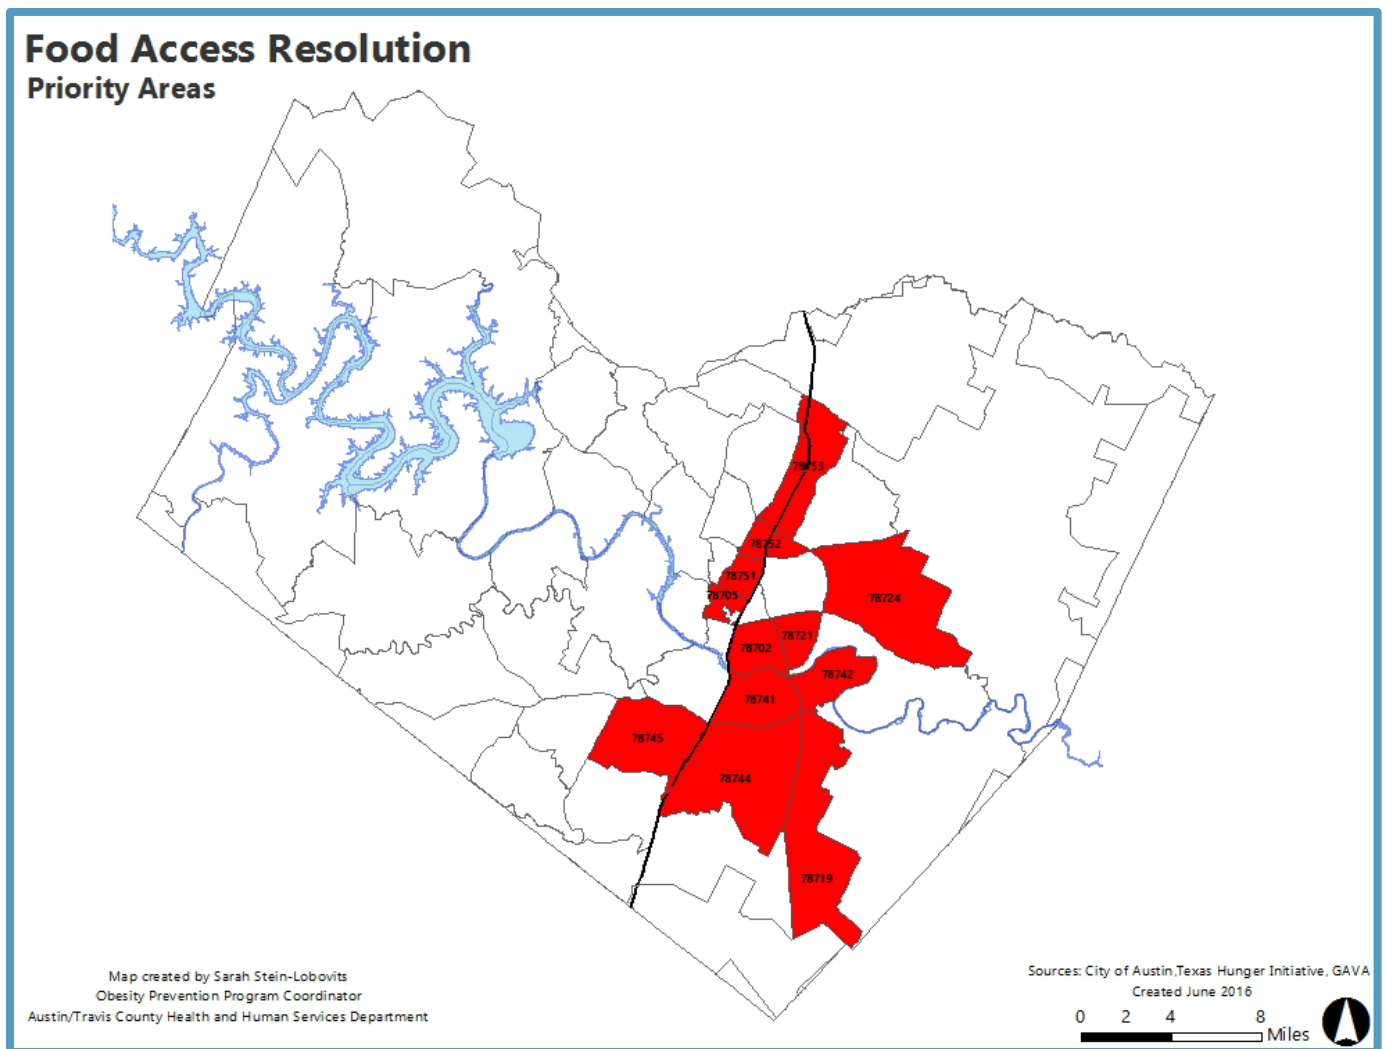 Food Access Resolution
Priority Areas
78753
78752
78751
78705
78724
78721
78702
78742
78741
78745
78744
78719
Map created by Sarah Stein-Lobovits
Obesity Prevention Program Coordinator
Austin/Travis County Health and Human Services Department
Sources: City of Austin,Texas Hunger Initiative, GAVA
Created June 2016
0 2 4 8
Miles